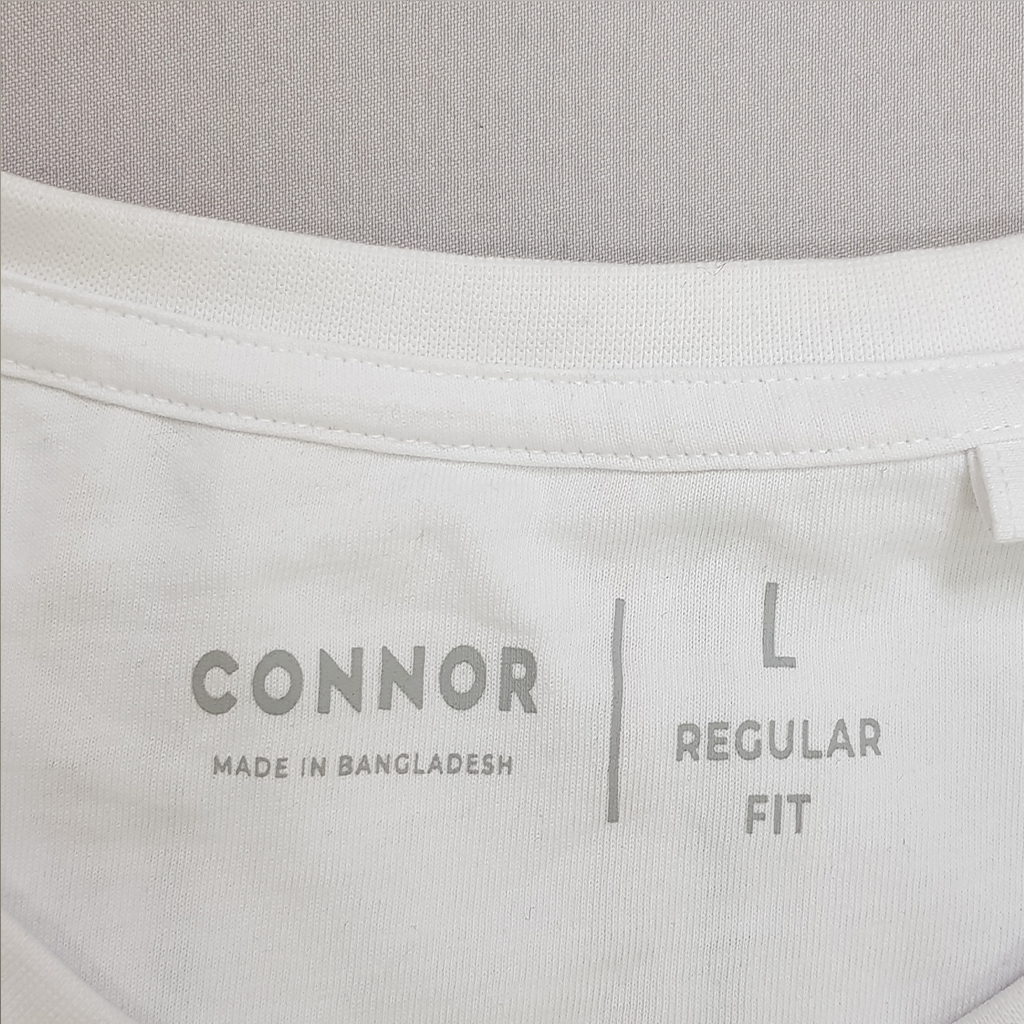 CONNOR
MADE IN BANGLADESH
L
REGULAR
FIT